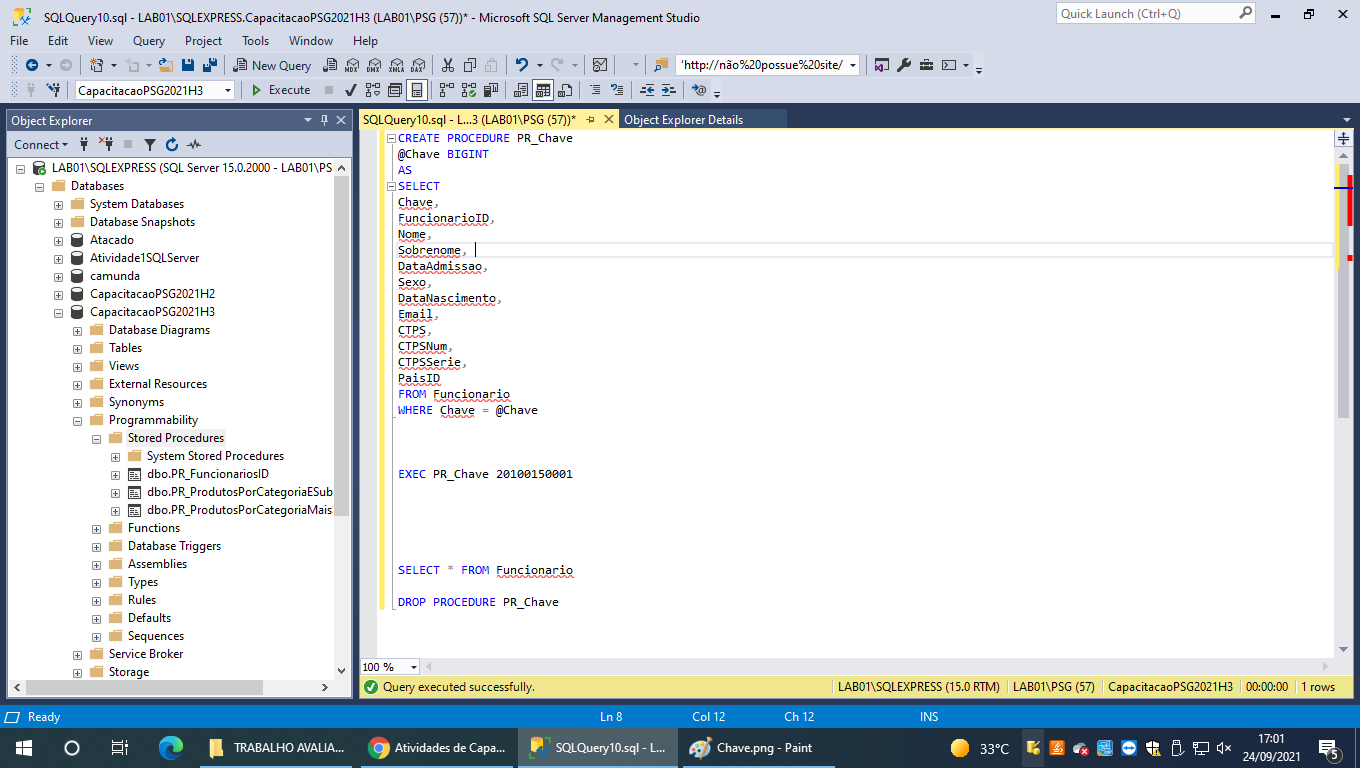 SQLQuery10.sql - LAB01\SQLEXPRESS.CapacitacaoPSG2021H3 (LAB01\PSG (57))* - Microsoft SQL Server Management Studio
Quick Launch (Ctrl+Q)
File Edit View Query Project Tools Window Help
New Query MDX DMX XMLA DAX 'http://não%20possue%20site/
CapacitacaoPSG2021H3 Execute
Object Explorer
SQLQuery10.sql - L...3 (LAB01\PSG (57))* Object Explorer Details
Connect
LAB01\SQLEXPRESS (SQL Server 15.0.2000 - LAB01\PS
Databases
System Databases
Database Snapshots
Atacado
Atividade1SQLServer
camunda
CapacitacaoPSG2021H2
CapacitacaoPSG2021H3
Database Diagrams
Tables
Views
External Resources
Synonyms
Programmability
Stored Procedures
System Stored Procedures
dbo.PR_FuncionariosID
dbo.PR_ProdutosPorCategoriaESub
dbo.PR_ProdutosPorCategoriaMais
Functions
Database Triggers
Assemblies
Types
Rules
Defaults
Sequences
Service Broker
Storage
CREATE PROCEDURE PR_Chave
@Chave BIGINT
AS
SELECT
Chave,
FuncionarioID,
Nome,
Sobrenome,
DataAdmissao,
Sexo,
DataNascimento,
Email,
CTPS,
CTPSNum,
CTPSSerie,
PaisID
FROM Funcionario
WHERE Chave = @Chave
EXEC PR_Chave 20100150001
SELECT * FROM Funcionario
DROP PROCEDURE PR_Chave
100 %
Query executed successfully. LAB01\SQLEXPRESS (15.0 RTM) LAB01\PSG (57) CapacitacaoPSG2021H3 00:00:00 1 rows
Ready Ln 8 Col 12 Ch 12 INS
TRABALHO AVALIA... Atividades de Capa... SQLQuery10.sql - L... Chave.png - Paint 33°C 17:01
24/09/2021 5